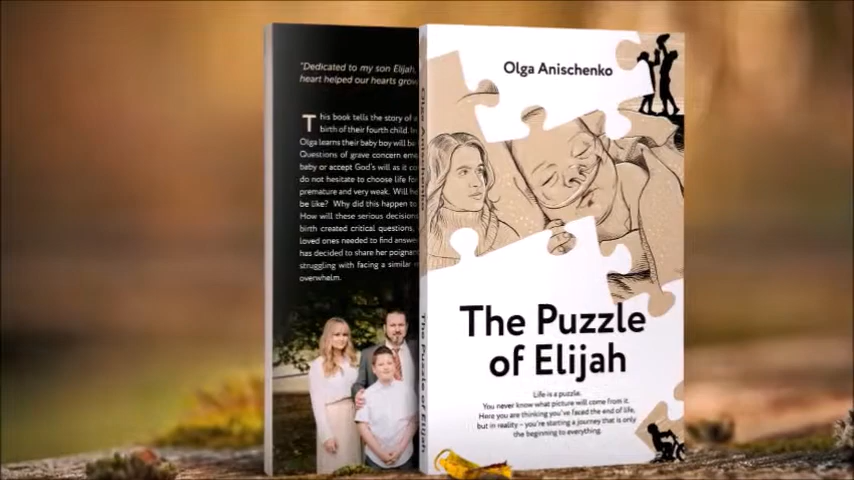 "Dedicated to my son Elijah,
heart helped our hearts grow
This book tells the story of a
birth of their fourth child. In
Olga learns their baby boy will be
Questions of grave concern eme
baby or accept God's will as it co
do not hesitate to choose life for
premature and very weak. Will he
be like? Why did this happen to
How will these serious decisions
birth created critical questions,
loved ones needed to find answe
has decided to share her poignant
struggling with facing a similar
overwhelm.
Olga Anischenko
The Puzzle of Elijah
Olga Anischenko
The Puzzle
of Elijah
Life is a puzzle.
You never know what picture will come from it.
Here you are thinking you've faced the end of life,
but in reality – you're starting a journey that is only
the beginning to everything.